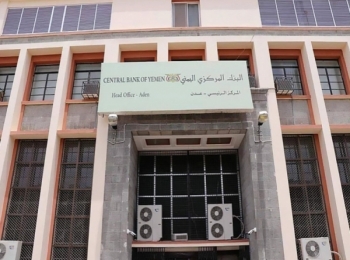 CENTRAL BANK OF YEMEN البنك المركزي اليمني
Head Office - Aden المركز الرئيسي - عدن